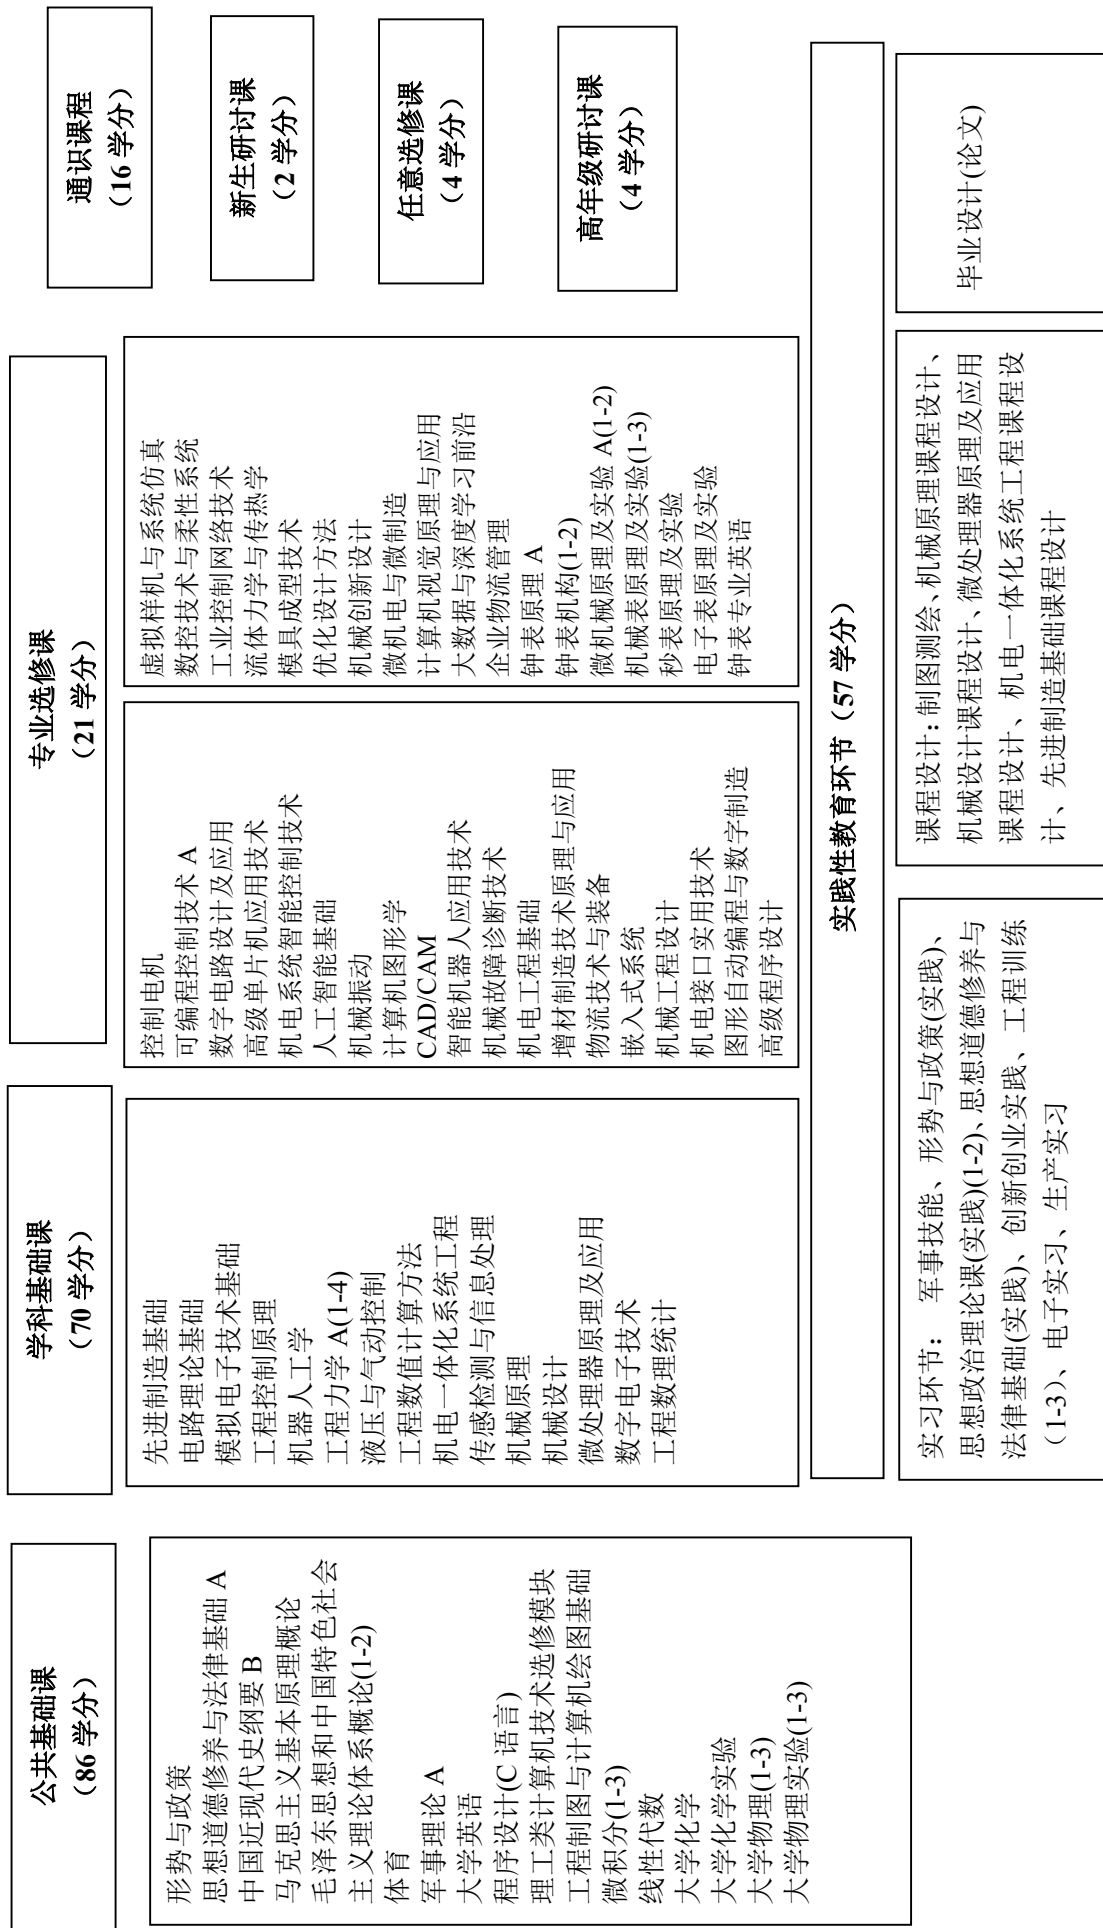 公共基础课
（86 学分）
形势与政策
思想道德修养与法律基础 A
中国近现代史纲要 B
马克思主义基本原理概论
毛泽东思想和中国特色社会
主义理论体系概论(1-2)
体育
军事理论 A
大学英语
程序设计(C 语言)
理工类计算机技术选修模块
工程制图与计算机绘图基础
微积分(1-3)
线性代数
大学化学
大学化学实验
大学物理(1-3)
大学物理实验(1-3)
学科基础课
（70 学分）
先进制造基础
电路理论基础
模拟电子技术基础
工程控制原理
机器人工学
工程力学 A(1-4)
液压与气动控制
工程数值计算方法
机电一体化系统工程
传感检测与信息处理
机械原理
机械设计
微处理器原理及应用
数字电子技术
工程数理统计
专业选修课
（21 学分）
控制电机
可编程控制技术 A
数字电路设计及应用
高级单片机应用技术
机电系统智能控制技术
人工智能基础
机械振动
计算机图形学
CAD/CAM
智能机器人应用技术
机械故障诊断技术
机电工程基础
增材制造技术原理与应用
物流技术与装备
嵌入式系统
机械工程设计
机电接口实用技术
图形自动编程与数字制造
高级程序设计
虚拟样机与系统仿真
数控技术与柔性系统
工业控制网络技术
流体力学与传热学
模具成型技术
优化设计方法
机械创新设计
微机电与微制造
计算机视觉原理与应用
大数据与深度学习前沿
企业物流管理
钟表原理 A
钟表机构(1-2)
微机械原理及实验 A(1-2)
机械表原理及实验(1-3)
秒表原理及实验
电子表原理及实验
钟表专业英语
通识课程
（16 学分）
新生研讨课
（2 学分）
任意选修课
（4 学分）
高年级研讨课
（4 学分）
实践性教育环节（57 学分）
实习环节： 军事技能、形势与政策(实践)、
思想政治理论课(实践)(1-2)、思想道德修养与
法律基础(实践)、创新创业实践、工程训练
（1-3）、电子实习、生产实习
课程设计: 制图测绘、机械原理课程设计、
机械设计课程设计、微处理器原理及应用
课程设计、机电一体化系统工程课程设
计、先进制造基础课程设计
毕业设计(论文)